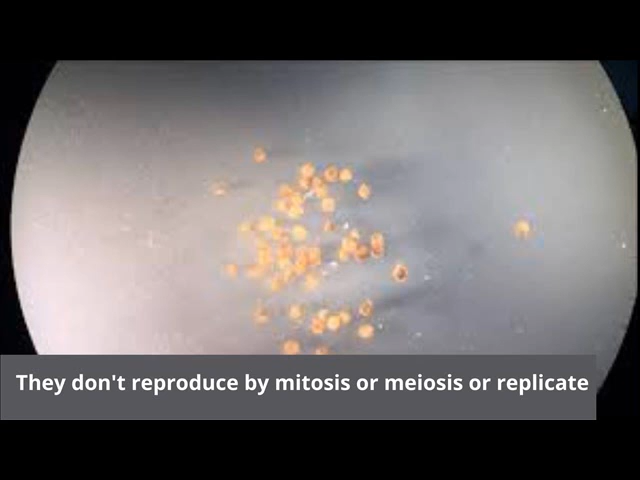 They don't reproduce by mitosis or meiosis or replicate